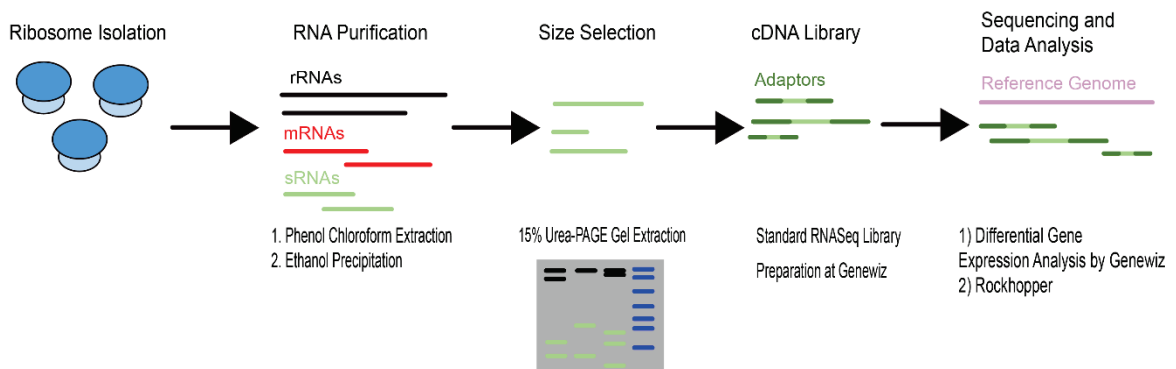 Ribosome Isolation
RNA Purification
rRNAs
mRNAs
sRNAs
1. Phenol Chloroform Extraction
2. Ethanol Precipitation
Size Selection
15% Urea-PAGE Gel Extraction
cDNA Library
Adaptors
Standard RNASeq Library
Preparation at Genewiz
Sequencing and
Data Analysis
Reference Genome
1) Differential Gene
Expression Analysis by Genewiz
2) Rockhopper